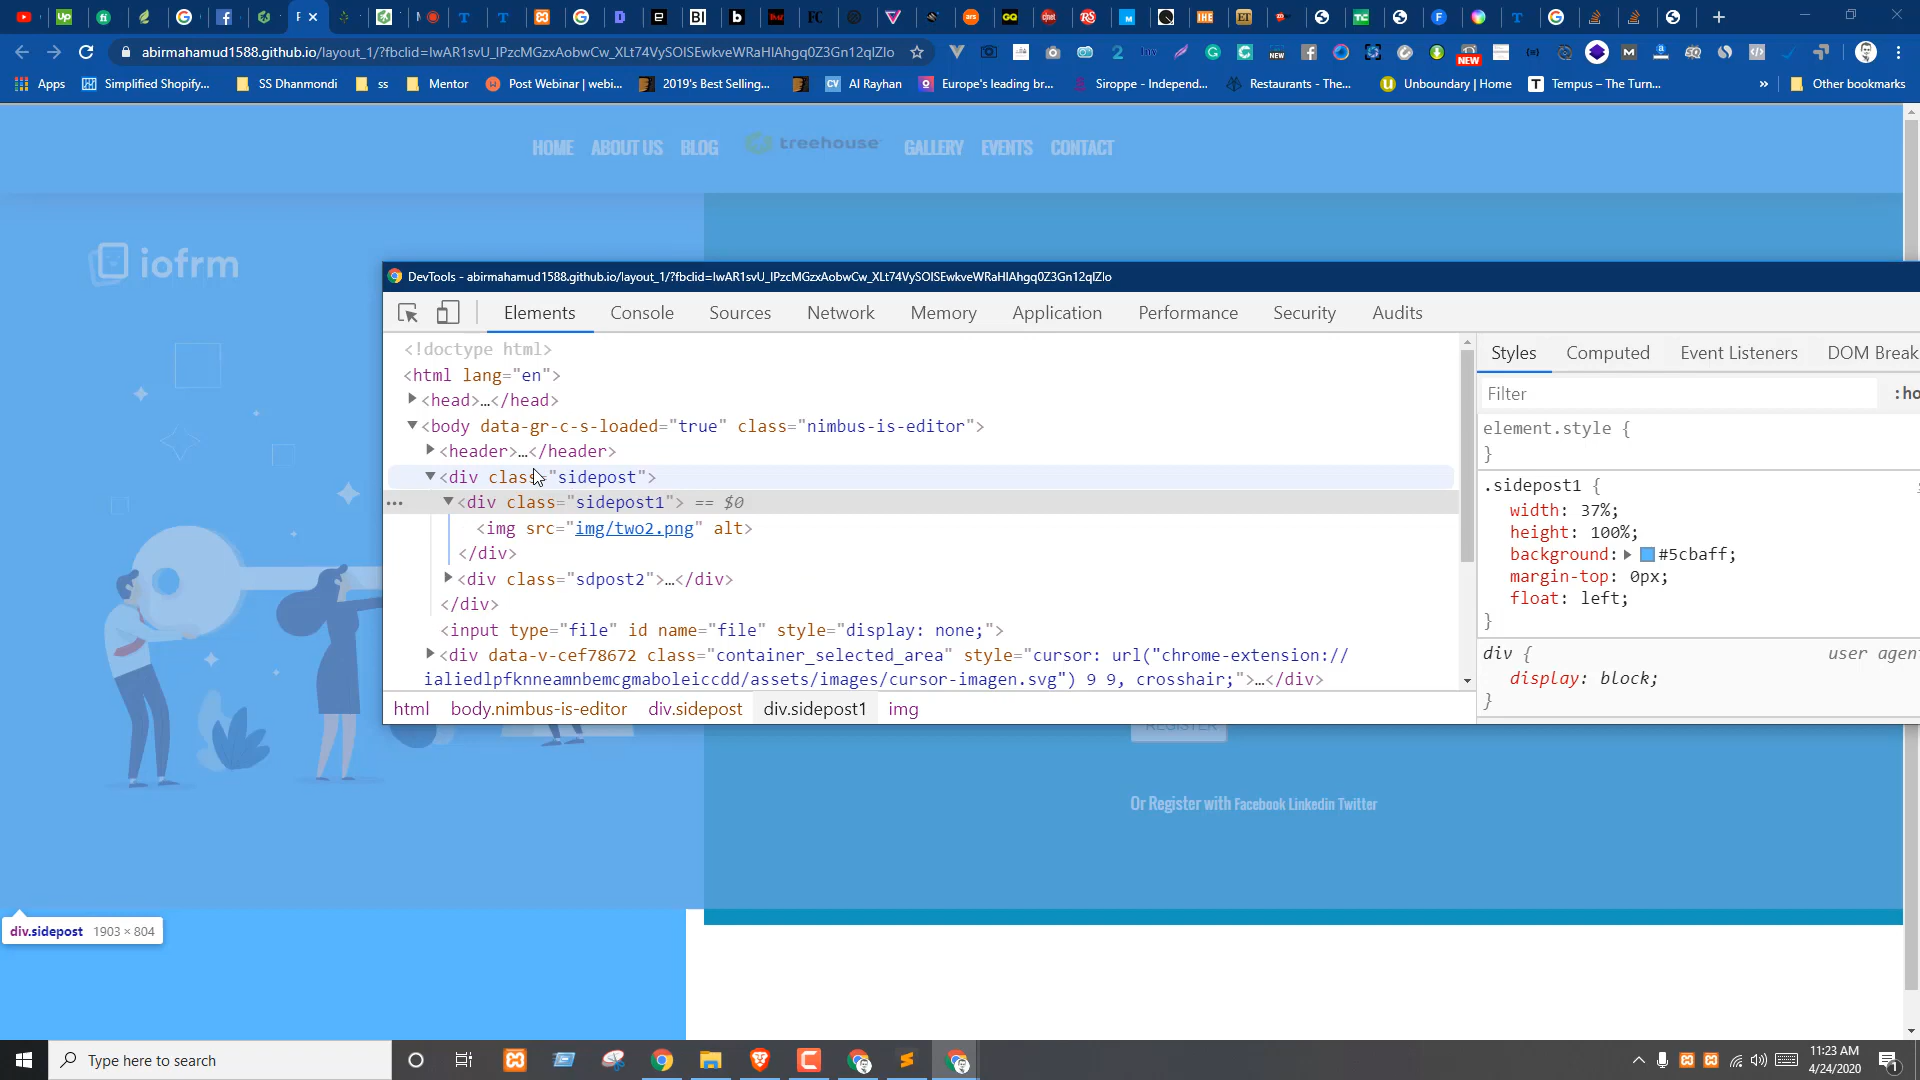 abirmahamud1588.github.io/layout_1/?fbclid=IwAR1svU_lPzcMGzxAobwCw_XLt74VySOISEwkveWRaHIAhgq0Z3Gn12qIZIo
Apps
Simplified Shopify...
SS Dhanmondi
ss
Mentor
Post Webinar | webi...
2019's Best Selling...
Al Rayhan
Europe's leading br...
Siroppe - Independ...
Restaurants - The...
Unboundary | Home
Tempus – The Turn...
»
Other bookmarks
HOME ABOUT US BLOG treehouse GALLERY EVENTS CONTACT
iofrm
DevTools - abirmahamud1588.github.io/layout_1/?fbclid=IwAR1svU_lPzcMGzxAobwCw_XLt74VySOISEwkveWRaHIAhgq0Z3Gn12qIZIo
Elements Console Sources Network Memory Application Performance Security Audits
<!doctype html>
<html lang="en">
<head>…</head>
<body data-gr-c-s-loaded="true" class="nimbus-is-editor">
<header>…</header>
<div class="sidepost">
<div class="sidepost1"> == $0
<img src="img/two2.png" alt>
</div>
<div class="sdpost2">…</div>
</div>
<input type="file" id name="file" style="display: none;">
<div data-v-cef78672 class="container_selected_area" style="cursor: url("chrome-extension://
ialiedlpfknneamnbemcgmaboleiccdd/assets/images/cursor-imagen.svg") 9 9, crosshair;">…</div>
html body.nimbus-is-editor div.sidepost div.sidepost1 img
Styles Computed Event Listeners DOM Break
Filter :ho
element.style {
}
.sidepost1 {
width: 37%;
height: 100%;
background: #5cbaff;
margin-top: 0px;
float: left;
}
div { user agent
display: block;
}
REGISTER
Or Register with Facebook Linkedin Twitter
div.sidepost 1903 × 804
Type here to search
11:23 AM
4/24/2020